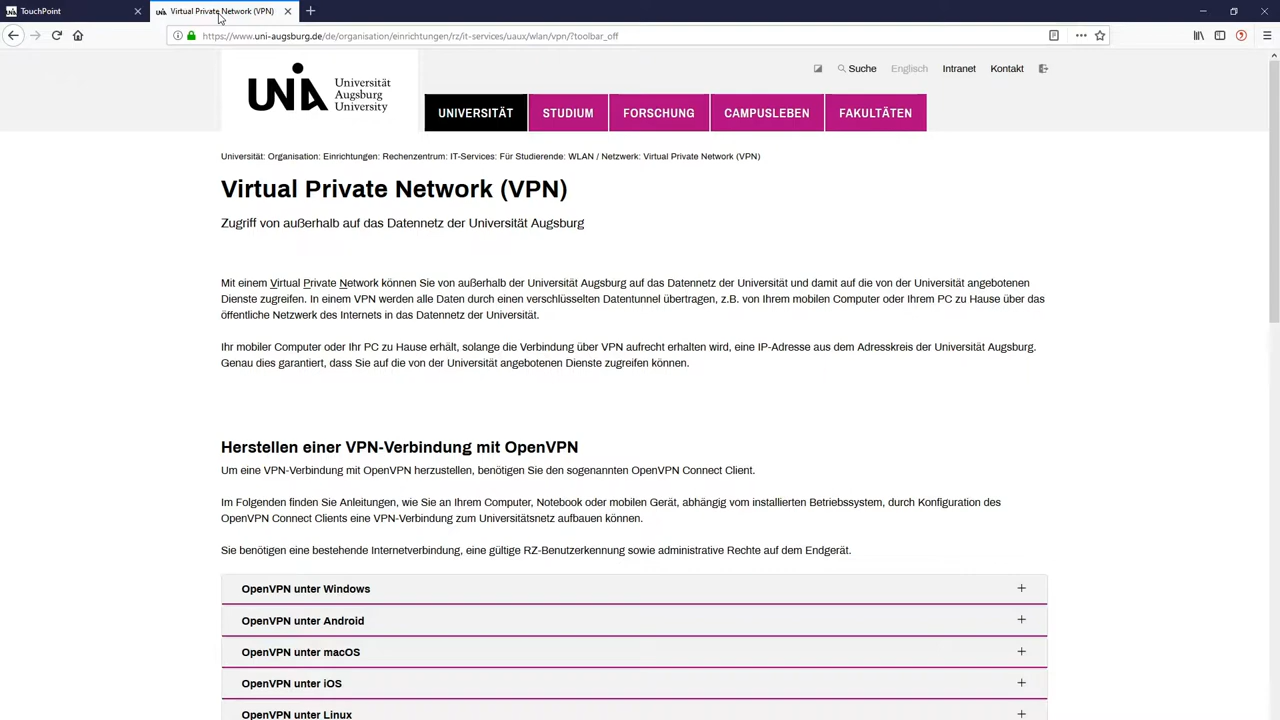 TouchPoint
Virtual Private Network (VPN)
https://www.uni-augsburg.de/de/organisation/einrichtungen/rz/it-services/uaux/wlan/vpn/?toolbar_off
UNIA Universität Augsburg University
Suche Englisch Intranet Kontakt
UNIVERSITÄT STUDIUM FORSCHUNG CAMPUSLEBEN FAKULTÄTEN
Universität: Organisation: Einrichtungen: Rechenzentrum: IT-Services: Für Studierende: WLAN / Netzwerk: Virtual Private Network (VPN)
Virtual Private Network (VPN)
Zugriff von außerhalb auf das Datennetz der Universität Augsburg
Mit einem Virtual Private Network können Sie von außerhalb der Universität Augsburg auf das Datennetz der Universität und damit auf die von der Universität angebotenen
Dienste zugreifen. In einem VPN werden alle Daten durch einen verschlüsselten Datentunnel übertragen, z.B. von Ihrem mobilen Computer oder Ihrem PC zu Hause über das
öffentliche Netzwerk des Internets in das Datennetz der Universität.
Ihr mobiler Computer oder Ihr PC zu Hause erhält, solange die Verbindung über VPN aufrecht erhalten wird, eine IP-Adresse aus dem Adresskreis der Universität Augsburg.
Genau dies garantiert, dass Sie auf die von der Universität angebotenen Dienste zugreifen können.
Herstellen einer VPN-Verbindung mit OpenVPN
Um eine VPN-Verbindung mit OpenVPN herzustellen, benötigen Sie den sogenannten OpenVPN Connect Client.
Im Folgenden finden Sie Anleitungen, wie Sie an Ihrem Computer, Notebook oder mobilen Gerät, abhängig vom installierten Betriebssystem, durch Konfiguration des
OpenVPN Connect Clients eine VPN-Verbindung zum Universitätsnetz aufbauen können.
Sie benötigen eine bestehende Internetverbindung, eine gültige RZ-Benutzerkennung sowie administrative Rechte auf dem Endgerät.
OpenVPN unter Windows
OpenVPN unter Android
OpenVPN unter macOS
OpenVPN unter iOS
OpenVPN unter Linux